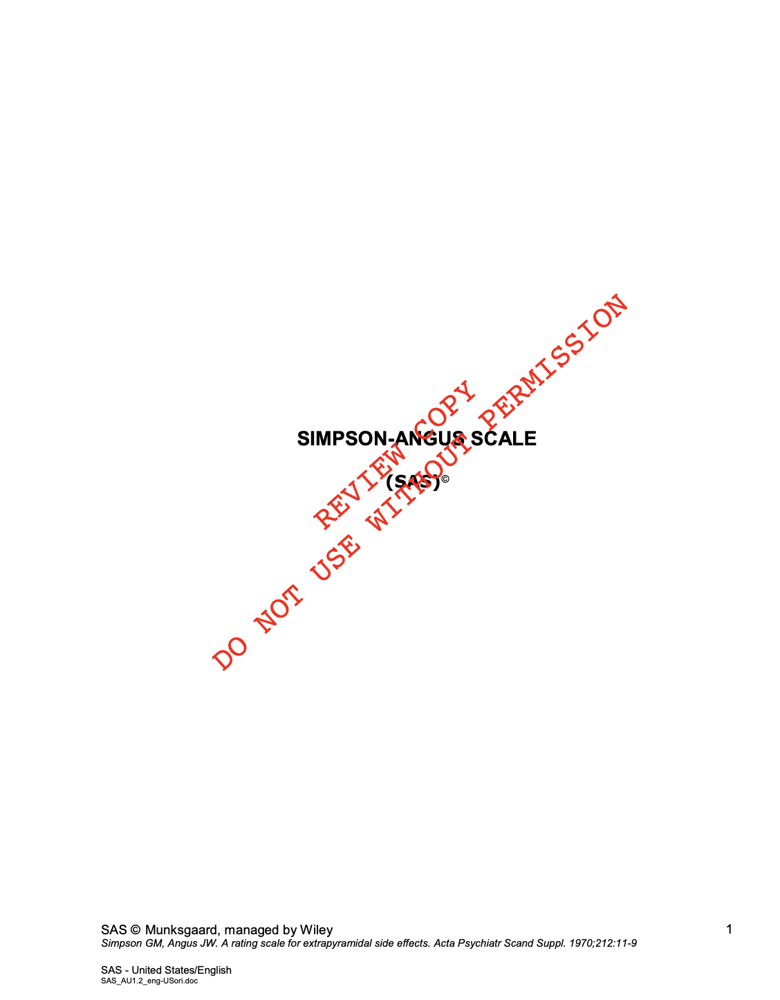 SIMPSON-ANGUS SCALE
(SAS)©
REVIEW COPY
DO NOT USE WITHOUT PERMISSION
SAS © Munksgaard, managed by Wiley
1
Simpson GM, Angus JW. A rating scale for extrapyramidal side effects. Acta Psychiatr Scand Suppl. 1970;212:11-9
SAS - United States/English
SAS_AU1.2_eng-USori.doc